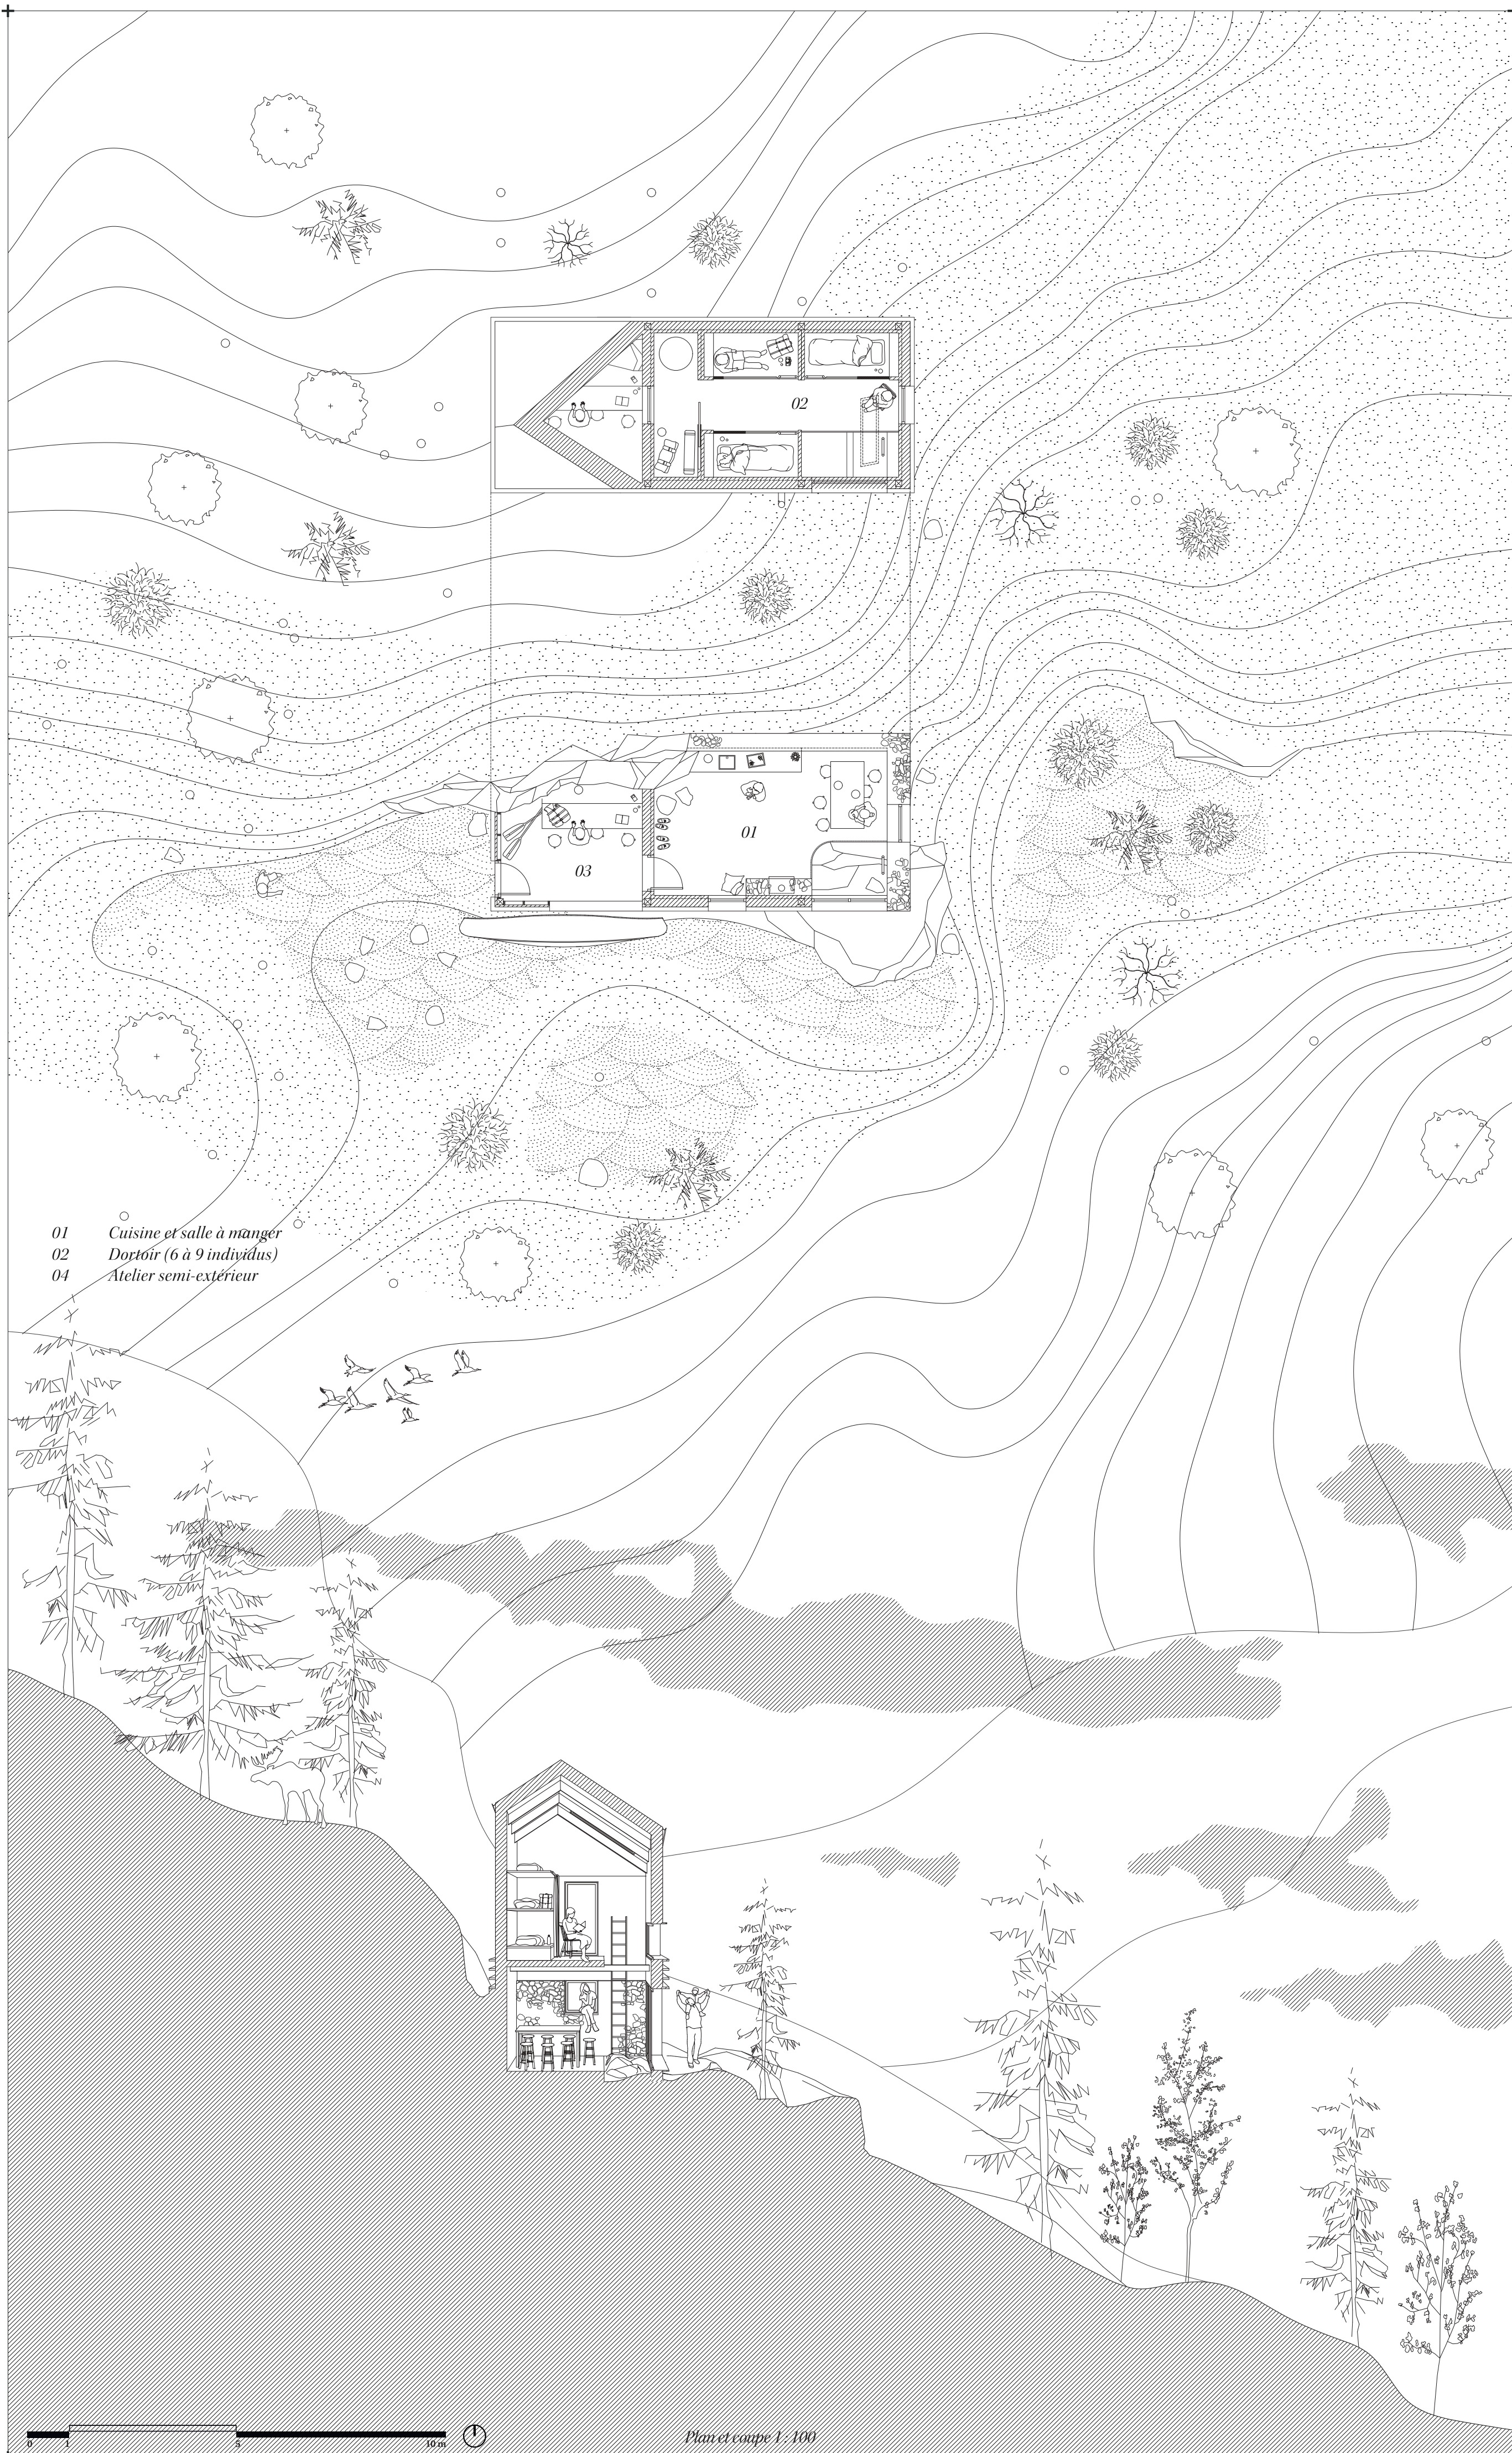 02
01
03
01 Cuisine et salle à manger
02 Dortoir (6 à 9 individus)
04 Atelier semi-extérieur
0 1 5 10 m
Plan et coupe 1 : 100